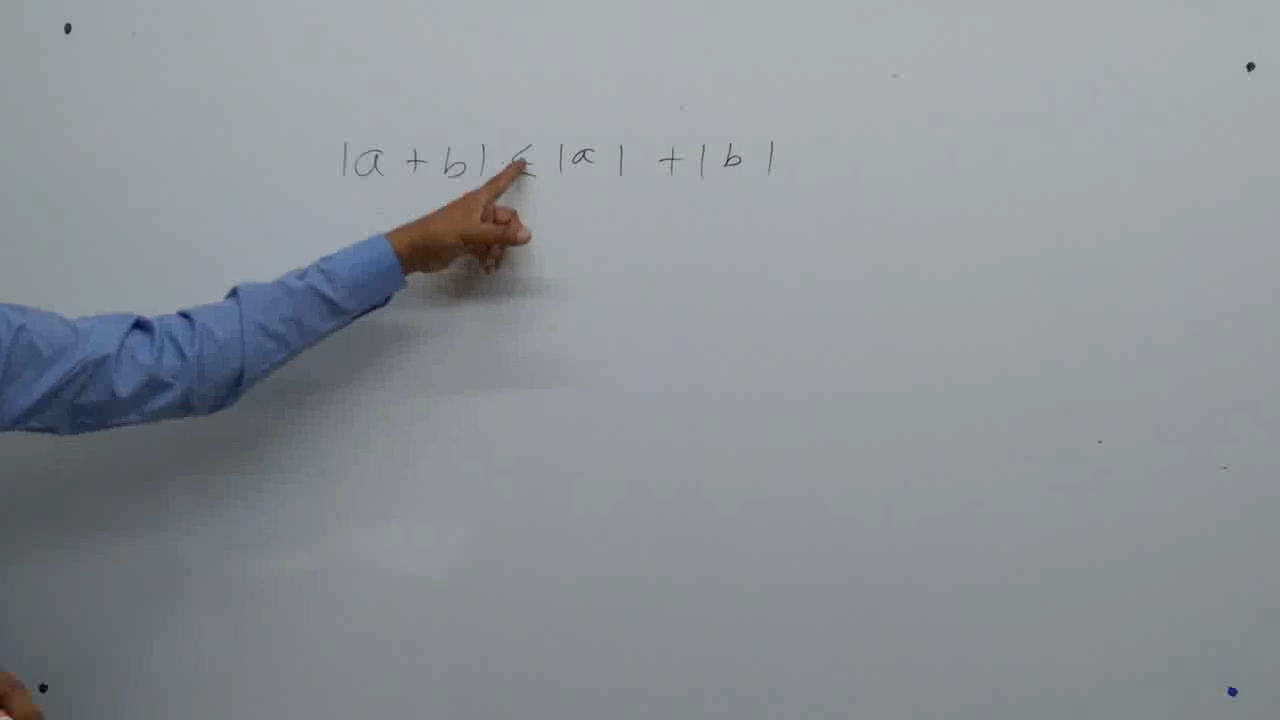 |a + b| ≤ |a| + |b|